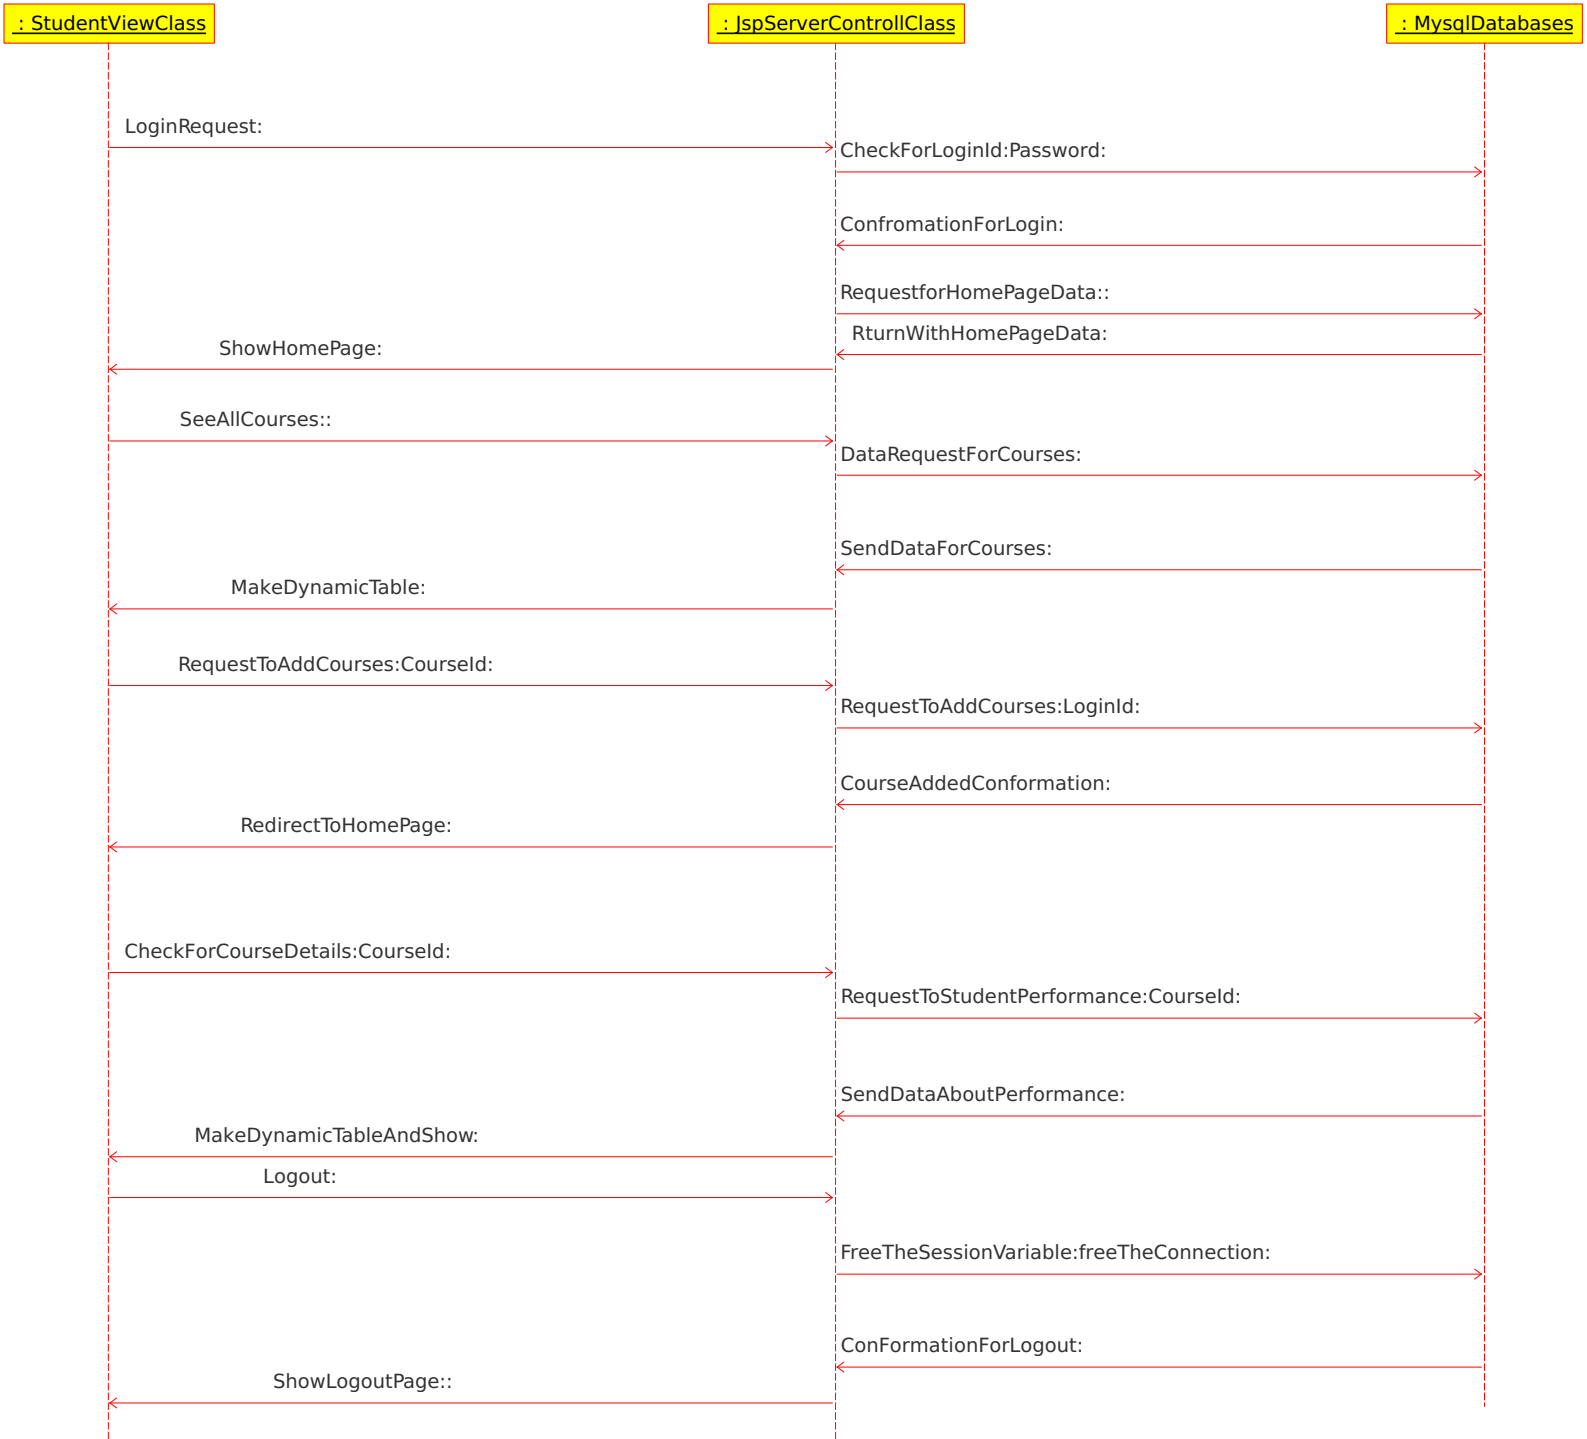 : StudentViewClass
: JspServerControllClass
: MysqlDatabases
LoginRequest:
CheckForLoginId:Password:
ConfromationForLogin:
RequestforHomePageData::
RturnWithHomePageData:
ShowHomePage:
SeeAllCourses::
DataRequestForCourses:
SendDataForCourses:
MakeDynamicTable:
RequestToAddCourses:CourseId:
RequestToAddCourses:LoginId:
CourseAddedConformation:
RedirectToHomePage:
CheckForCourseDetails:CourseId:
RequestToStudentPerformance:CourseId:
SendDataAboutPerformance:
MakeDynamicTableAndShow:
Logout:
FreeTheSessionVariable:freeTheConnection:
ConFormationForLogout:
ShowLogoutPage::